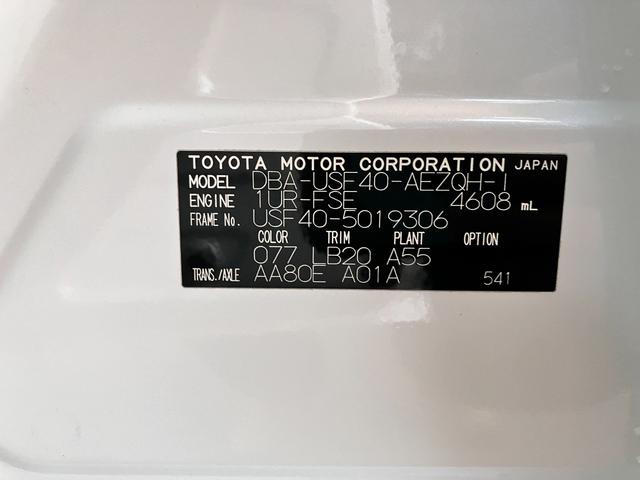 TOYOTA MOTOR CORPORATION JAPAN
MODEL DBA-USF40-AEZQH-I
ENGINE 1UR-FSE 4608 mL
FRAME No. USF40-5019306
COLOR TRIM PLANT OPTION
077 LB20 A55
TRANS./AXLE AA80E A01A 541